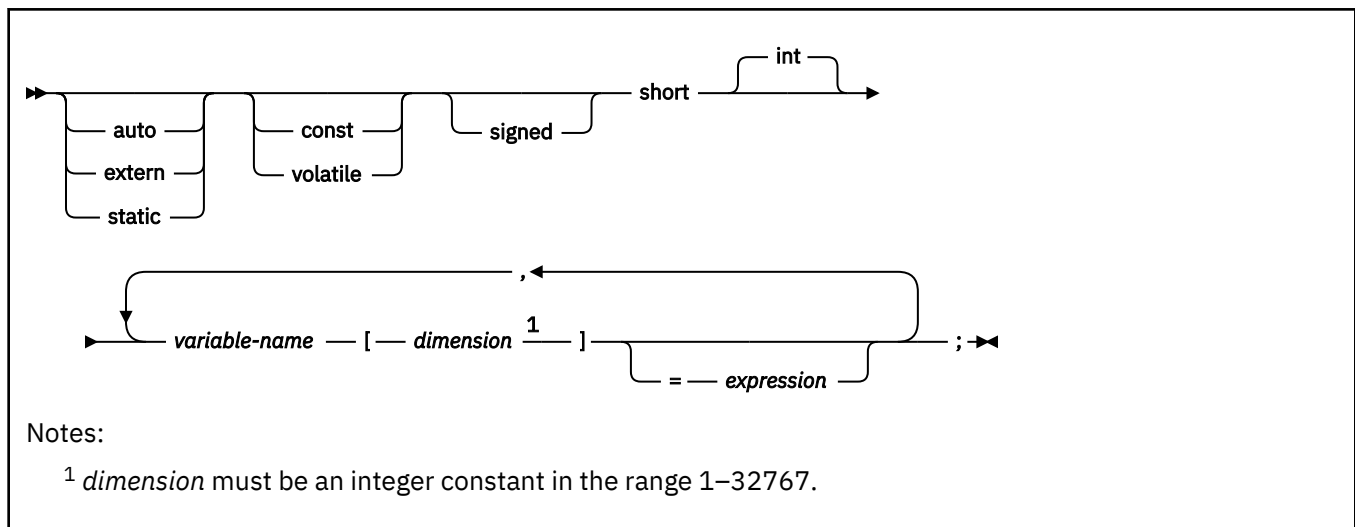 int
short
auto const signed
extern volatile
static
,
variable-name [ dimension 1 ] ;
= expression
Notes:
1 dimension must be an integer constant in the range 1–32767.